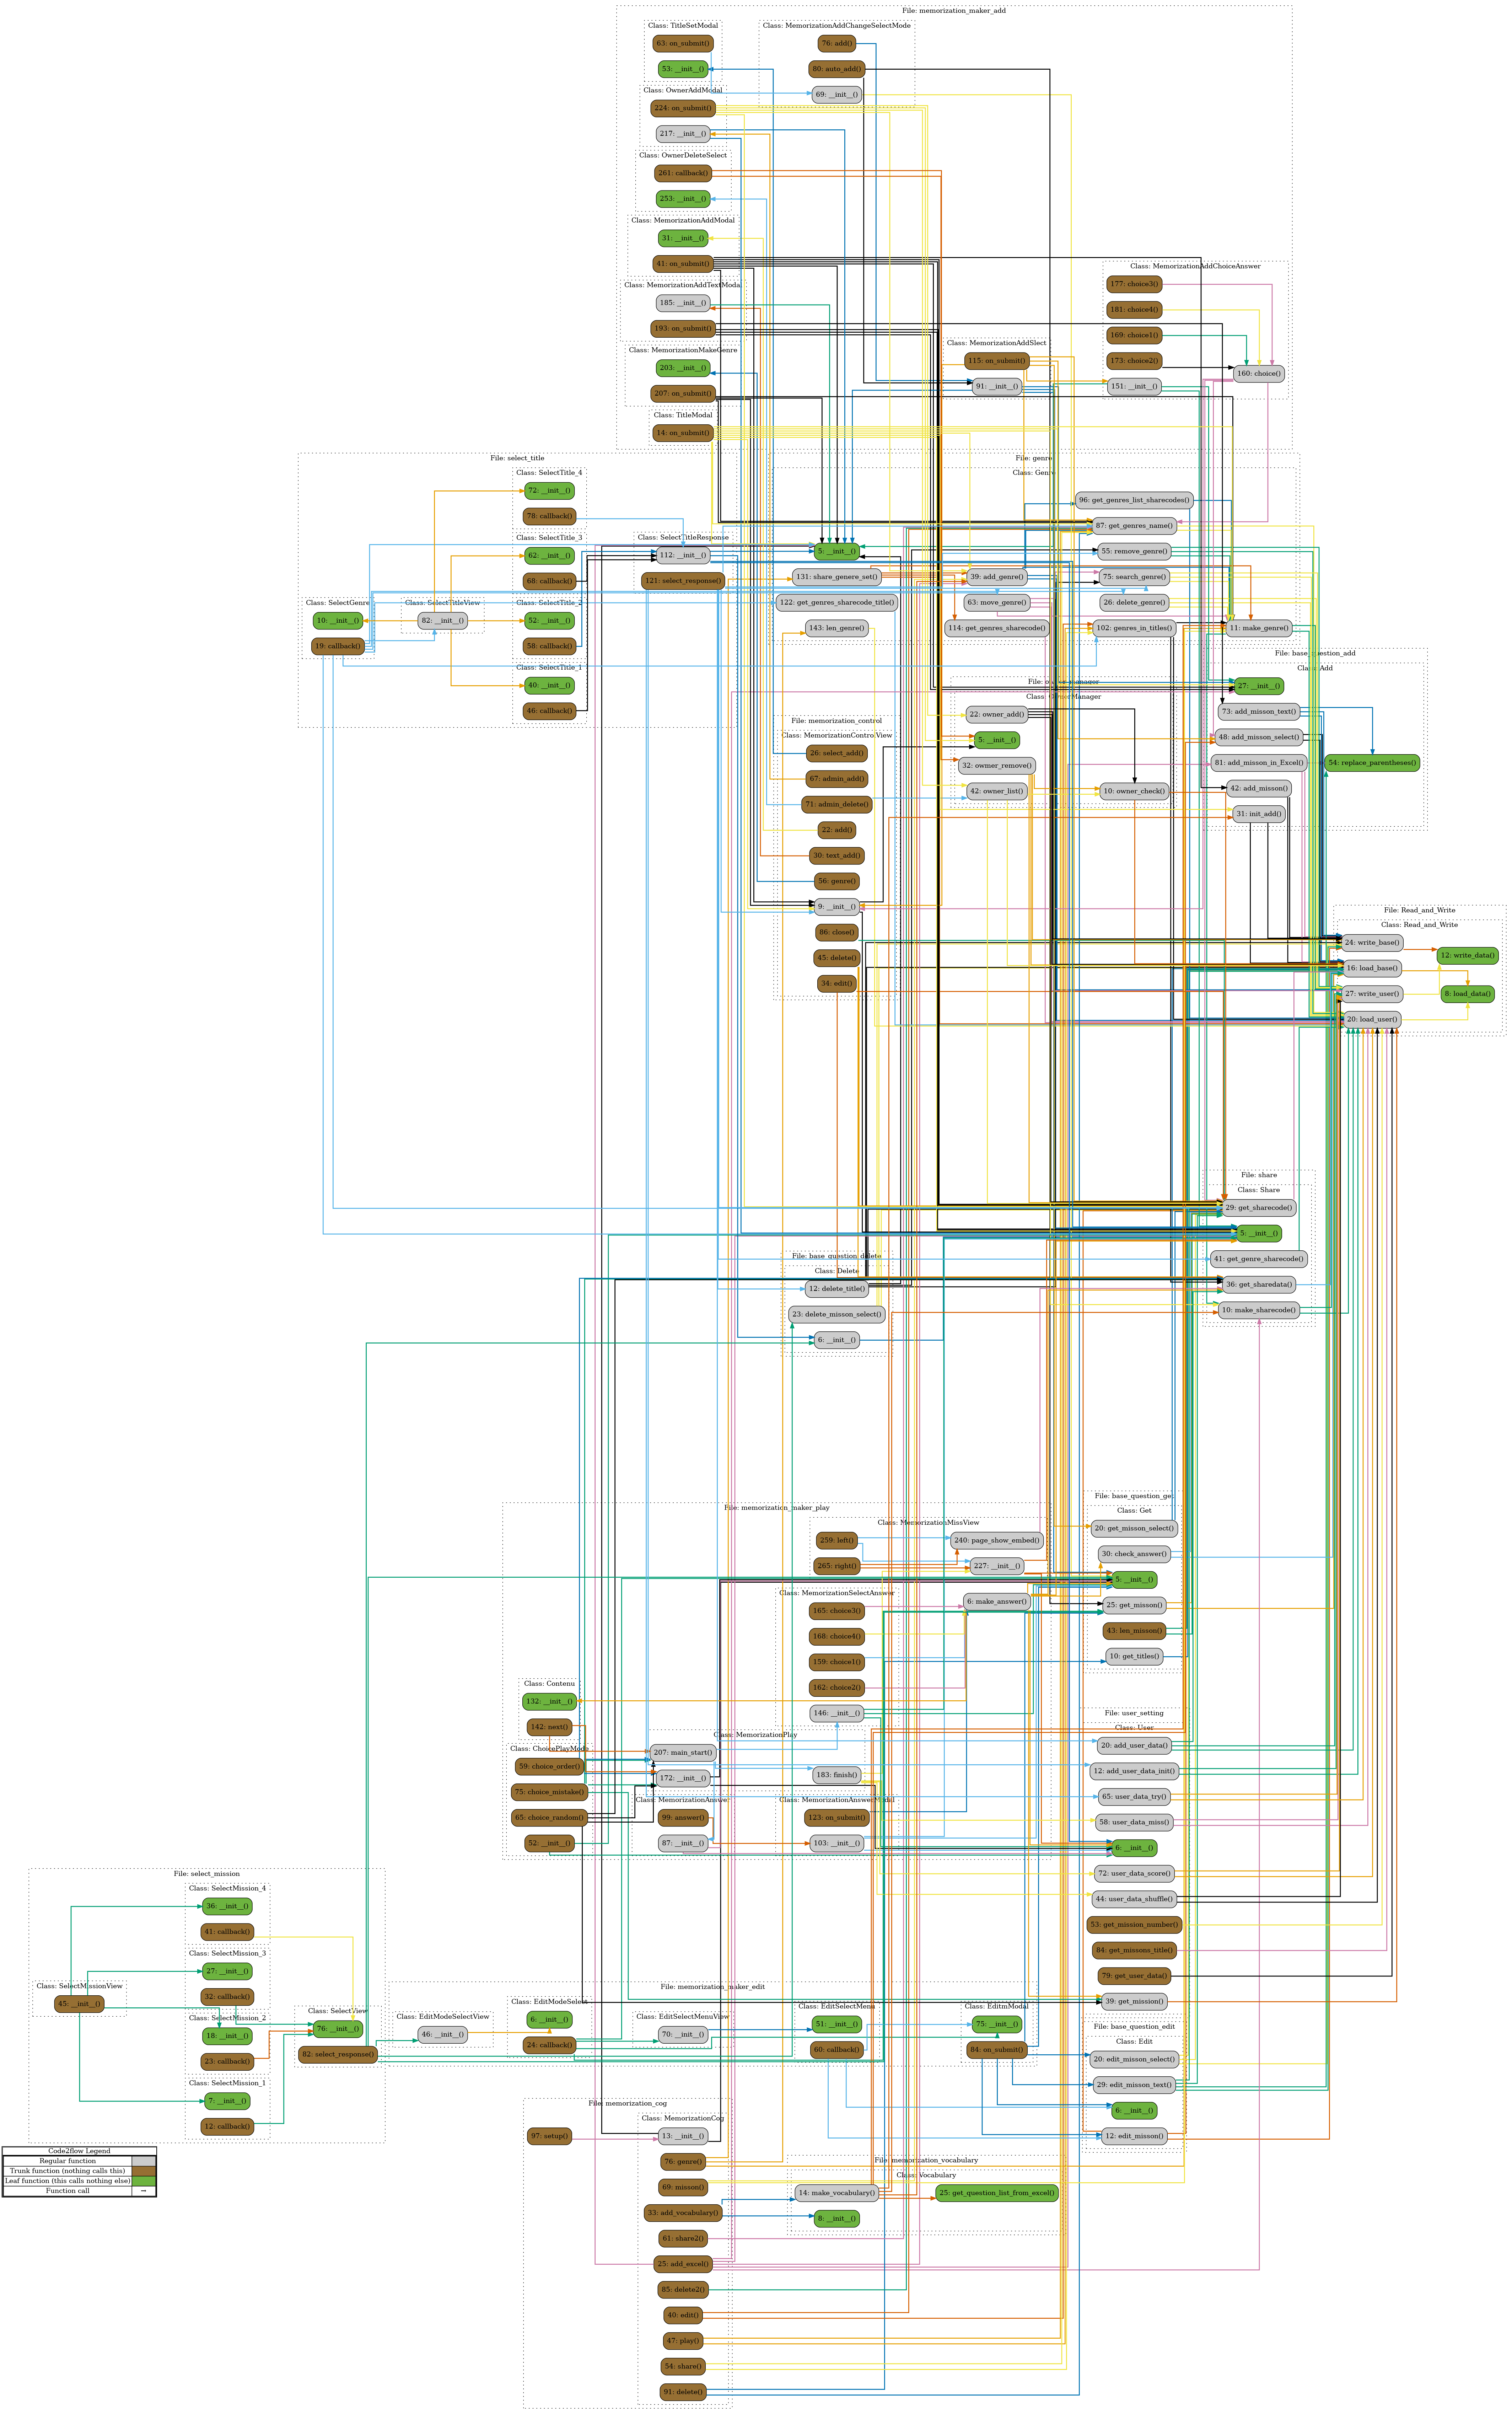 File: memorization_maker_add
Class: TitleSetModal
63: on_submit()
53: __init__()
Class: MemorizationAddChangeSelectMode
76: add()
80: auto_add()
69: __init__()
Class: OwnerAddModal
224: on_submit()
217: __init__()
Class: OwnerDeleteSelect
261: callback()
253: __init__()
Class: MemorizationAddModal
31: __init__()
41: on_submit()
Class: MemorizationAddTextModal
185: __init__()
193: on_submit()
Class: MemorizationMakeGenre
203: __init__()
207: on_submit()
Class: TitleModal
14: on_submit()
Class: MemorizationAddSlect
115: on_submit()
91: __init__()
Class: MemorizationAddChoiceAnswer
177: choice3()
181: choice4()
169: choice1()
173: choice2()
160: choice()
151: __init__()
File: select_title
Class: SelectTitle_4
72: __init__()
78: callback()
Class: SelectTitle_3
62: __init__()
68: callback()
Class: SelectTitle_2
52: __init__()
58: callback()
Class: SelectTitle_1
40: __init__()
46: callback()
Class: SelectGenre
10: __init__()
19: callback()
Class: SelectTitleView
82: __init__()
Class: SelectTitleResponse
112: __init__()
121: select_response()
File: genre
Class: Genre
96: get_genres_list_sharecodes()
87: get_genres_name()
5: __init__()
55: remove_genre()
131: share_genere_set()
39: add_genre()
75: search_genre()
122: get_genres_sharecode_title()
63: move_genre()
26: delete_genre()
143: len_genre()
114: get_genres_sharecode()
102: genres_in_titles()
11: make_genre()
File: base_question_add
Class: Add
27: __init__()
73: add_misson_text()
48: add_misson_select()
81: add_misson_in_Excel()
54: replace_parentheses()
42: add_misson()
31: init_add()
22: owner_add()
5: __init__()
32: owmer_remove()
42: owner_list()
10: owner_check()
File: memorization_control
Class: MemorizationControlView
26: select_add()
67: admin_add()
71: admin_delete()
22: add()
30: text_add()
56: genre()
9: __init__()
86: close()
45: delete()
34: edit()
File: Read_and_Write
Class: Read_and_Write
24: write_base()
12: write_data()
16: load_base()
27: write_user()
8: load_data()
20: load_user()
File: share
Class: Share
29: get_sharecode()
5: __init__()
41: get_genre_sharecode()
36: get_sharedata()
10: make_sharecode()
File: base_question_delete
Class: Delete
12: delete_title()
23: delete_misson_select()
6: __init__()
File: base_question_get
Class: Get
20: get_misson_select()
30: check_answer()
5: __init__()
25: get_misson()
43: len_misson()
10: get_titles()
File: memorization_maker_play
Class: MemorizationMissView
259: left()
265: right()
240: page_show_embed()
227: __init__()
Class: MemorizationSelectAnswer
165: choice3()
168: choice4()
159: choice1()
162: choice2()
146: __init__()
6: make_answer()
Class: Contenu
132: __init__()
142: next()
Class: ChoicePlayMode
59: choice_order()
75: choice_mistake()
65: choice_random()
52: __init__()
Class: MemorizationPlay
207: main_start()
172: __init__()
183: finish()
Class: MemorizationAnswer
99: answer()
87: __init__()
Class: MemorizationAnswerModal
123: on_submit()
103: __init__()
File: user_setting
Class: User
20: add_user_data()
12: add_user_data_init()
65: user_data_try()
58: user_data_miss()
6: __init__()
72: user_data_score()
44: user_data_shuffle()
53: get_mission_number()
84: get_missons_title()
79: get_user_data()
39: get_mission()
File: select_mission
Class: SelectMission_4
36: __init__()
41: callback()
Class: SelectMission_3
27: __init__()
32: callback()
Class: SelectMission_2
18: __init__()
23: callback()
Class: SelectMission_1
7: __init__()
12: callback()
Class: SelectMissionView
45: __init__()
Class: SelectView
76: __init__()
82: select_response()
File: memorization_maker_edit
Class: EditModeSelectView
46: __init__()
Class: EditModeSelect
6: __init__()
24: callback()
Class: EditSelectMenuView
70: __init__()
Class: EditSelectMenu
51: __init__()
60: callback()
Class: EditmModal
75: __init__()
84: on_submit()
File: base_question_edit
Class: Edit
20: edit_misson_select()
29: edit_misson_text()
6: __init__()
12: edit_misson()
File: memorization_cog
97: setup()
Class: MemorizationCog
13: __init__()
76: genre()
69: misson()
33: add_vocabulary()
61: share2()
25: add_excel()
85: delete2()
40: edit()
47: play()
54: share()
91: delete()
File: memorization_vocabulary
Class: Vocabulary
14: make_vocabulary()
25: get_question_list_from_excel()
8: __init__()
Code2flow Legend
Regular function
Trunk function (nothing calls this)
Leaf function (this calls nothing else)
Function call →